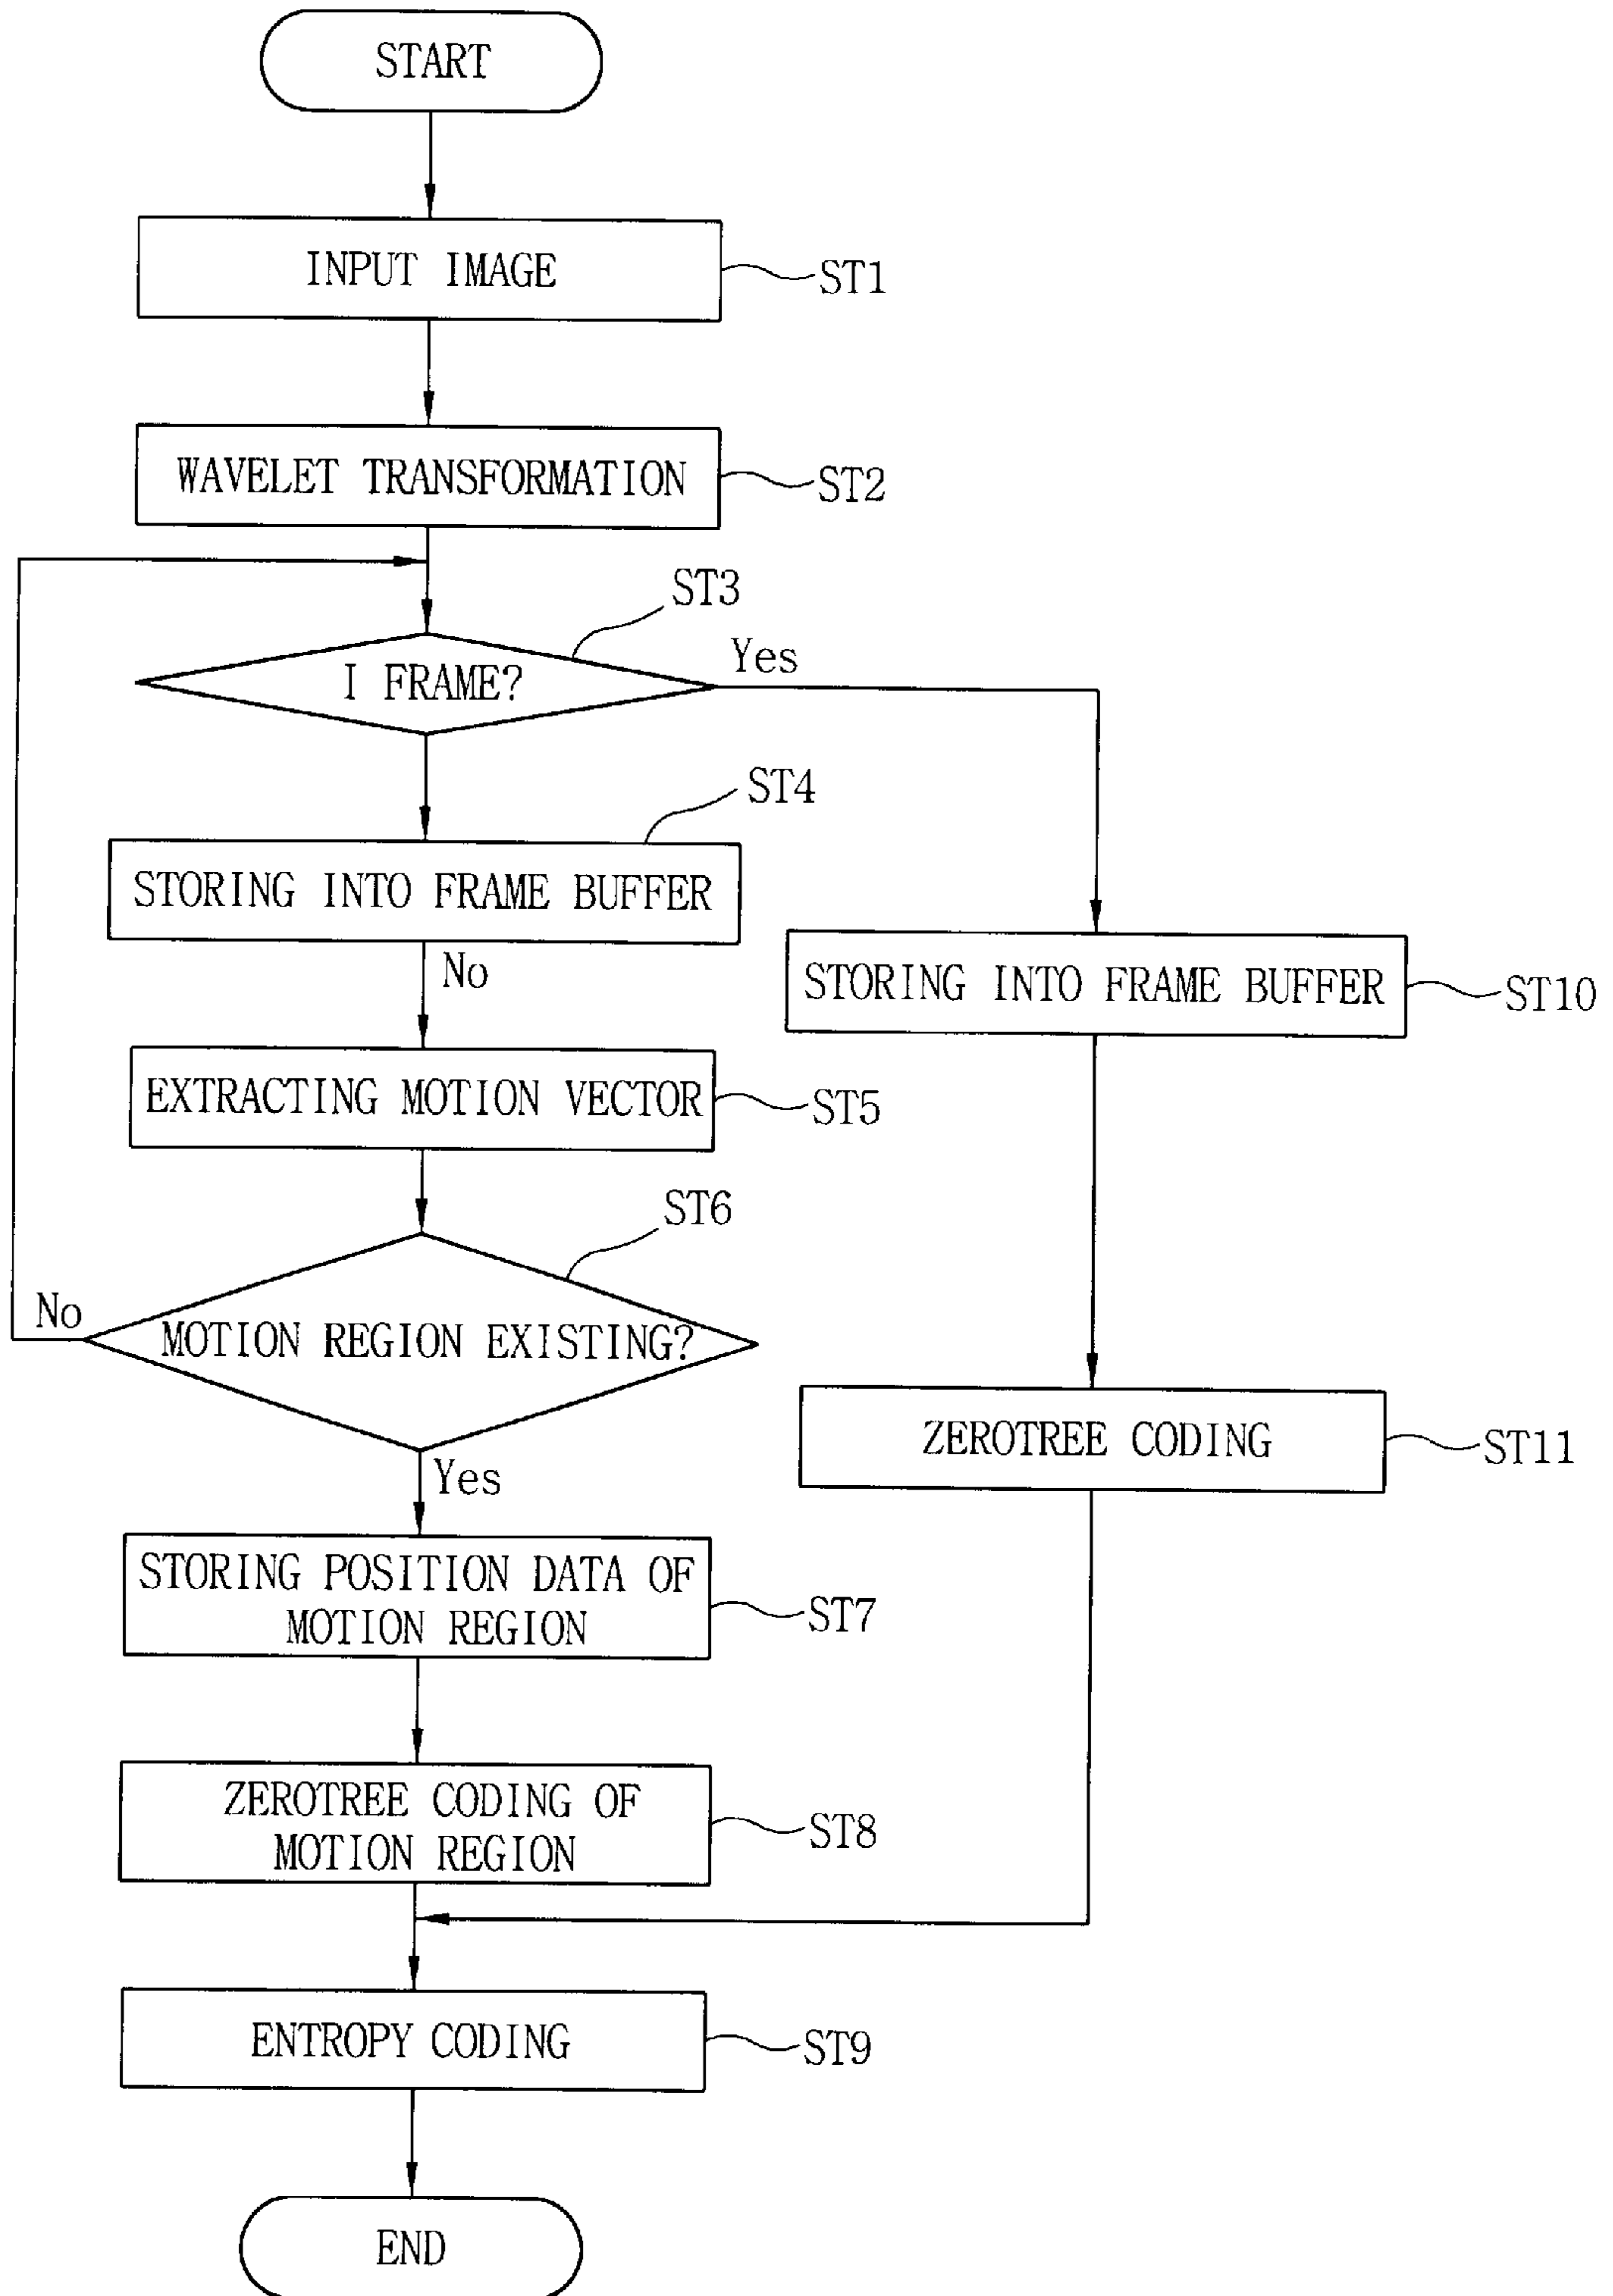 START
INPUT IMAGE
ST1
WAVELET TRANSFORMATION
ST2
ST3
I FRAME?
Yes
ST4
STORING INTO FRAME BUFFER
No
STORING INTO FRAME BUFFER
ST10
EXTRACTING MOTION VECTOR
ST5
ST6
No
MOTION REGION EXISTING?
Yes
ZEROTREE CODING
ST11
STORING POSITION DATA OF
MOTION REGION
ST7
ZEROTREE CODING OF
MOTION REGION
ST8
ENTROPY CODING
ST9
END